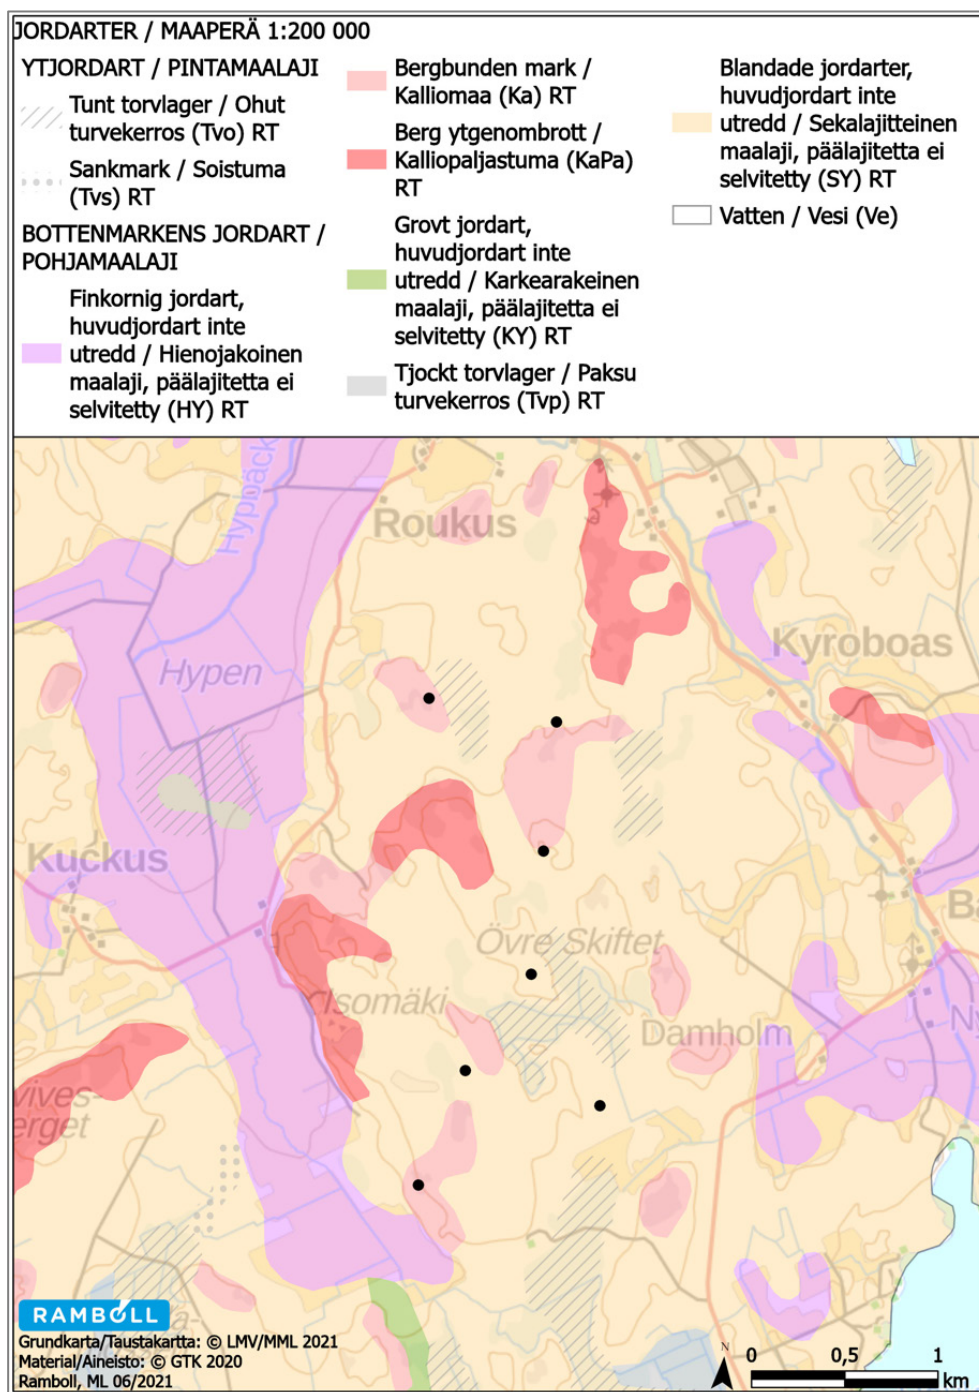 JORDARTER / MAAPERÄ 1:200 000
YTJORDART / PINTAMAALAJI
Tunt torvlager / Ohut
turvekerros (Tvo) RT
Sankmark / Soistuma
(Tvs) RT
BOTTENMARKENS JORDART /
POHJAMAALAJI
Finkornig jordart,
huvudjordart inte
utredd / Hienojakoinen
maalaji, päälajitetta ei
selvitetty (HY) RT
Bergbunden mark /
Kalliomaa (Ka) RT
Berg ytgenombrott /
Kalliopaljastuma (KaPa)
RT
Grovt jordart,
huvudjordart inte
utredd / Karkearakeinen
maalaji, päälajitetta ei
selvitetty (KY) RT
Tjockt torvlager / Paksu
turvekerros (Tvp) RT
Blandade jordarter,
huvudjordart inte
utredd / Sekalajitteinen
maalaji, päälajitetta ei
selvitetty (SY) RT
Vatten / Vesi (Ve)
Hypbäck
Roukus
Hypen
Kyroboas
Kuckus
Övre Skiftet
Isomäki
Damholm
RAMBOLL
Grundkarta/Taustakartta: © LMV/MML 2021
Material/Aineisto: © GTK 2020
Ramboll, ML 06/2021
N
0 0,5 1
km